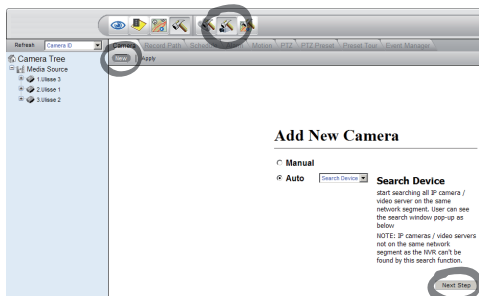 Refresh Camera ID
Camera Record Path Schedule Alarm Motion PTZ PTZ Preset Preset Tour Event Manager
New | Apply
Camera Tree
Media Source
1.Ulisse 3
2.Ulisse 1
3.Ulisse 2
Add New Camera
Manual
Auto Search Device
Search Device
start searching all IP camera /
video server on the same
network segment. User can see
the search window pop-up as
below
NOTE: IP cameras / video servers
not on the same network
segment as the NVR can't be
found by this search function.
Next Step